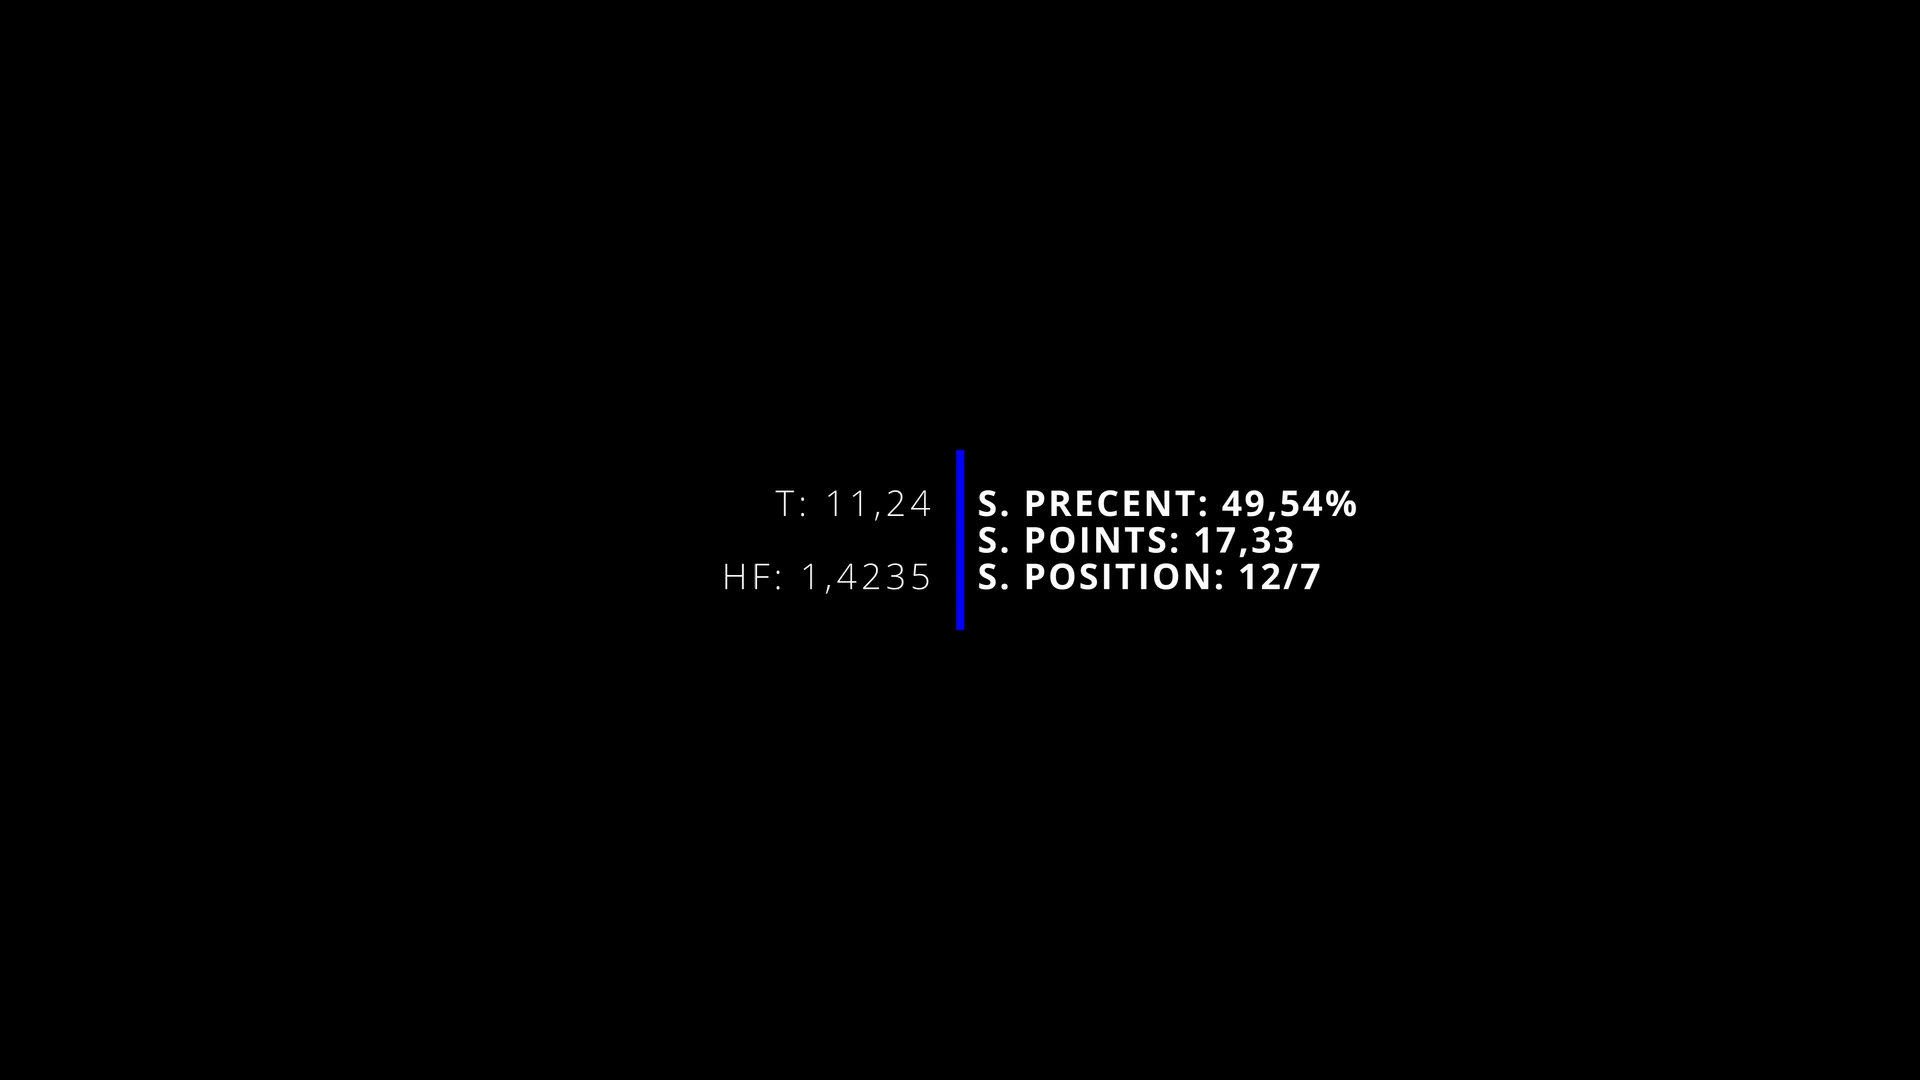 T: 11,24
HF: 1,4235
S. PRECENT: 49,54%
S. POINTS: 17,33
S. POSITION: 12/7